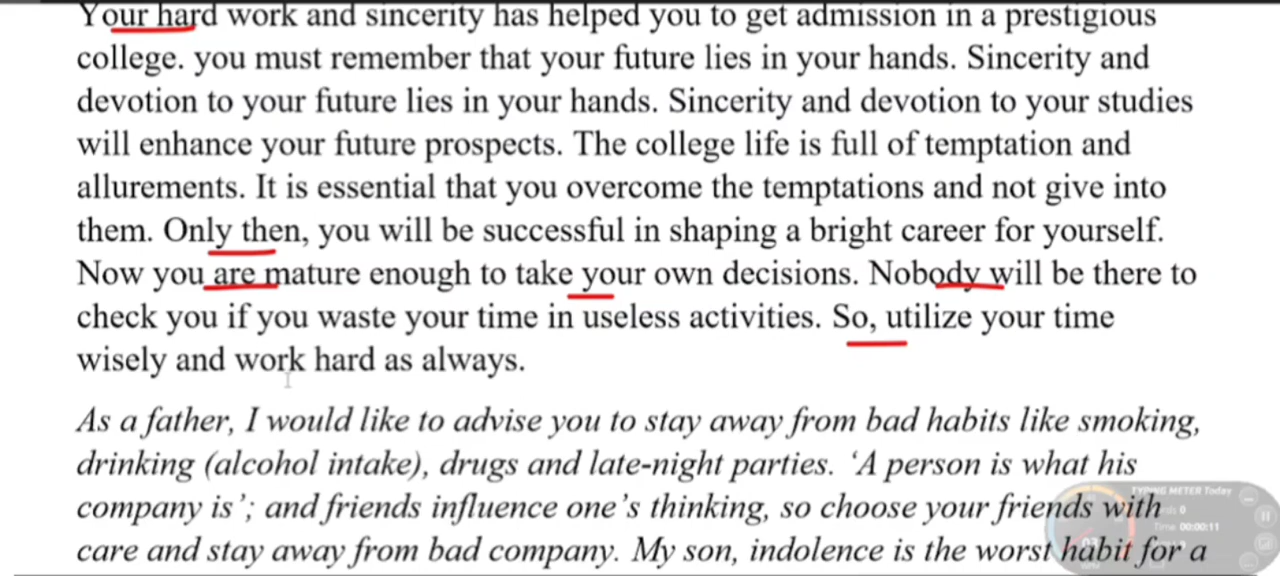 Your hard work and sincerity has helped you to get admission in a prestigious
college. you must remember that your future lies in your hands. Sincerity and
devotion to your future lies in your hands. Sincerity and devotion to your studies
will enhance your future prospects. The college life is full of temptation and
allurements. It is essential that you overcome the temptations and not give into
them. Only then, you will be successful in shaping a bright career for yourself.
Now you are mature enough to take your own decisions. Nobody will be there to
check you if you waste your time in useless activities. So, utilize your time
wisely and work hard as always.
As a father, I would like to advise you to stay away from bad habits like smoking,
drinking (alcohol intake), drugs and late-night parties. ‘A person is what his
company is’; and friends influence one’s thinking, so choose your friends with
care and stay away from bad company. My son, indolence is the worst habit for a
TYPING METER Today
0
Time 00:00:11